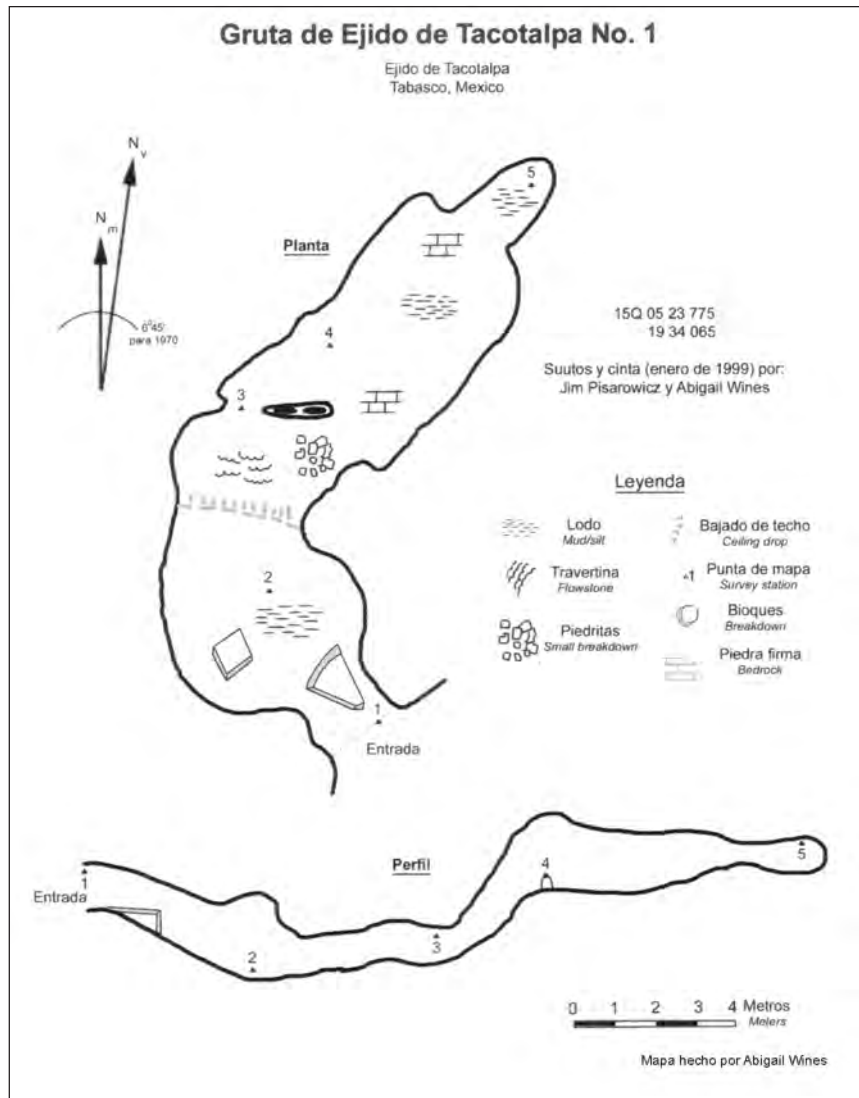 Gruta de Ejido de Tacotalpa No. 1
Ejido de Tacotalpa
Tabasco, Mexico
N v
N m
6°45'
para 1970
Planta
5
4
3
2
1
Entrada
15Q 05 23 775
19 34 065
Suutos y cinta (enero de 1999) por:
Jim Pisarowicz y Abigail Wines
Leyenda
Lodo
Mud/silt
Travertina
Flowstone
Piedritas
Small breakdown
Bajado de techo
Ceiling drop
1 Punta de mapa
Survey station
Bioques
Breakdown
Piedra firma
Bedrock
Perfil
1
Entrada
2
3
4
5
0 1 2 3 4 Metros
Meters
Mapa hecho por Abigail Wines